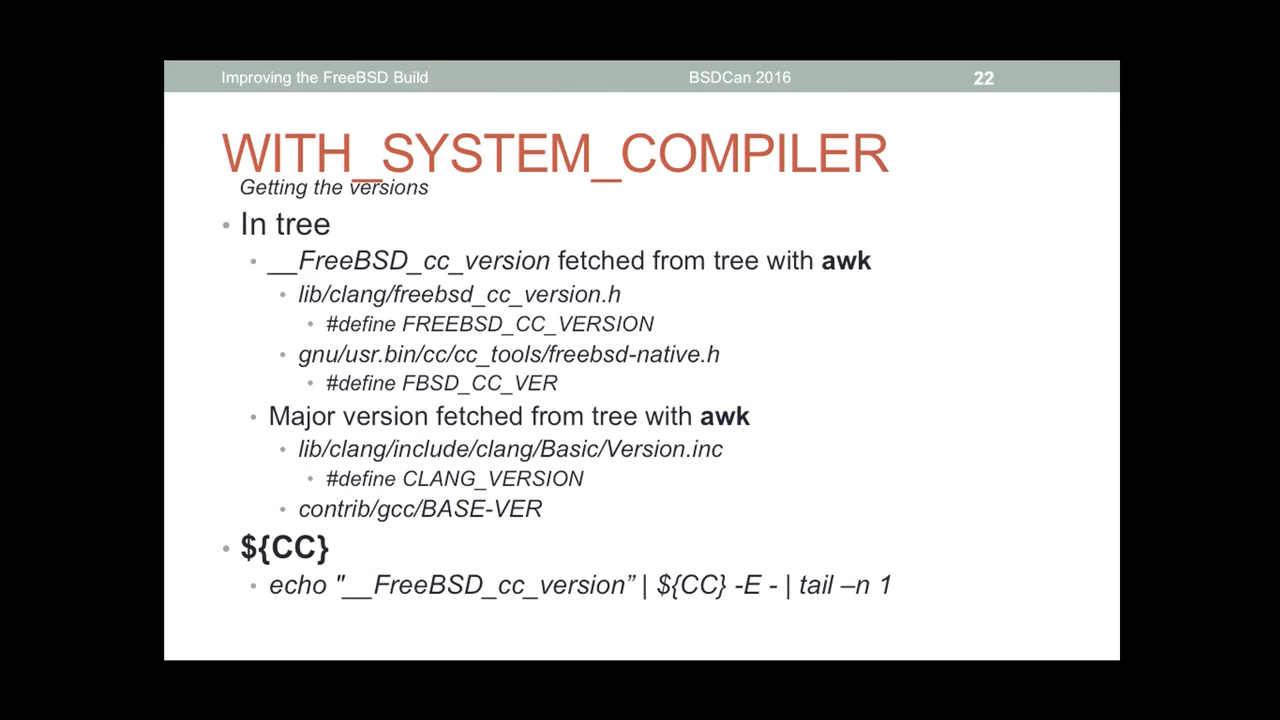 Improving the FreeBSD Build BSDCan 2016 22
WITH_SYSTEM_COMPILER
Getting the versions
• In tree
• __FreeBSD_cc_version fetched from tree with awk
• lib/clang/freebsd_cc_version.h
• #define FREEBSD_CC_VERSION
• gnu/usr.bin/cc/cc_tools/freebsd-native.h
• #define FBSD_CC_VER
• Major version fetched from tree with awk
• lib/clang/include/clang/Basic/Version.inc
• #define CLANG_VERSION
• contrib/gcc/BASE-VER
• ${CC}
• echo "__FreeBSD_cc_version” | ${CC} -E - | tail –n 1